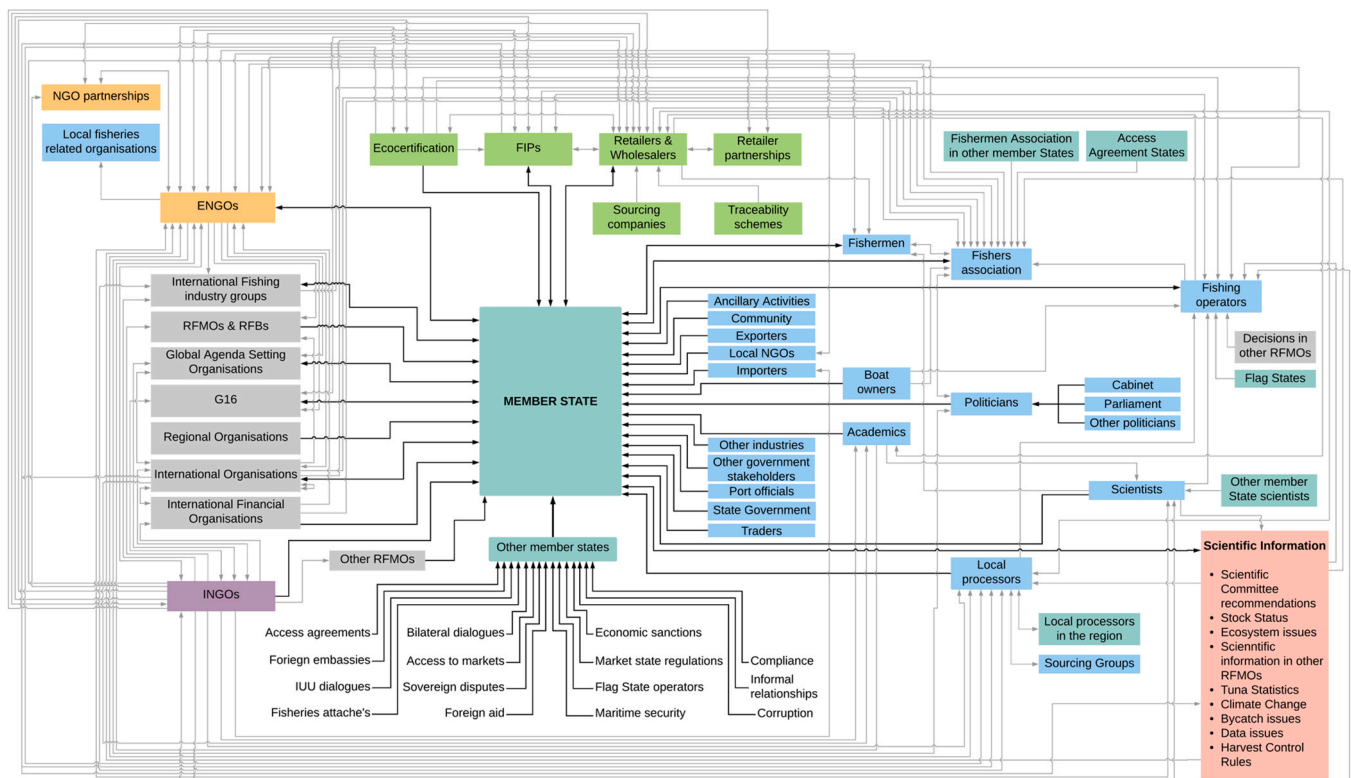 NGO partnerships
Local fisheries
related organisations
ENGOs
Ecocertification
FIPs
Retailers &
Wholesalers
Retailer
partnerships
Sourcing
companies
Traceability
schemes
Fishermen Association
in other member States
Access
Agreement States
Fishermen
Fishers
association
Fishing
operators
Decisions in
other RFMOs
Flag States
International Fishing
industry groups
RFMOs & RFBs
Global Agenda Setting
Organisations
G16
Regional Organisations
International Organisations
International Financial
Organisations
INGOs
Other RFMOs
MEMBER STATE
Ancillary Activities
Community
Exporters
Local NGOs
Importers
Boat
owners
Politicians
Cabinet
Parliament
Other politicians
Academics
Other industries
Other government
stakeholders
Port officials
State Government
Traders
Scientists
Other member
State scientists
Other member states
Local
processors
Local processors
in the region
Sourcing Groups
Access agreements
Foriegn embassies
IUU dialogues
Fisheries attache's
Bilateral dialogues
Access to markets
Sovereign disputes
Foreign aid
Economic sanctions
Market state regulations
Flag State operators
Maritime security
Compliance
Informal
relationships
Corruption
Scientific Information
• Scientific
Committee
recommendations
• Stock Status
• Ecosystem issues
• Scienntific
information in other
RFMOs
• Tuna Statistics
• Climate Change
• Bycatch issues
• Data issues
• Harvest Control
Rules